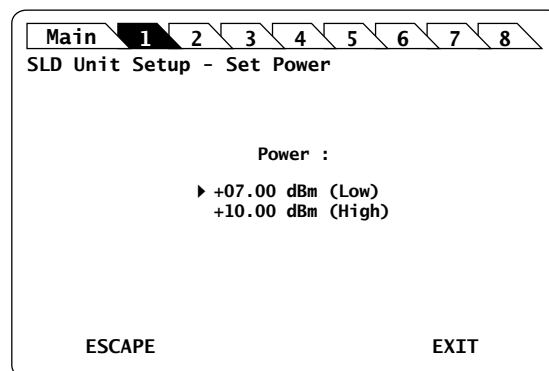 Main 1 2 3 4 5 6 7 8
SLD Unit Setup - Set Power
Power :
+07.00 dBm (Low)
+10.00 dBm (High)
ESCAPE EXIT